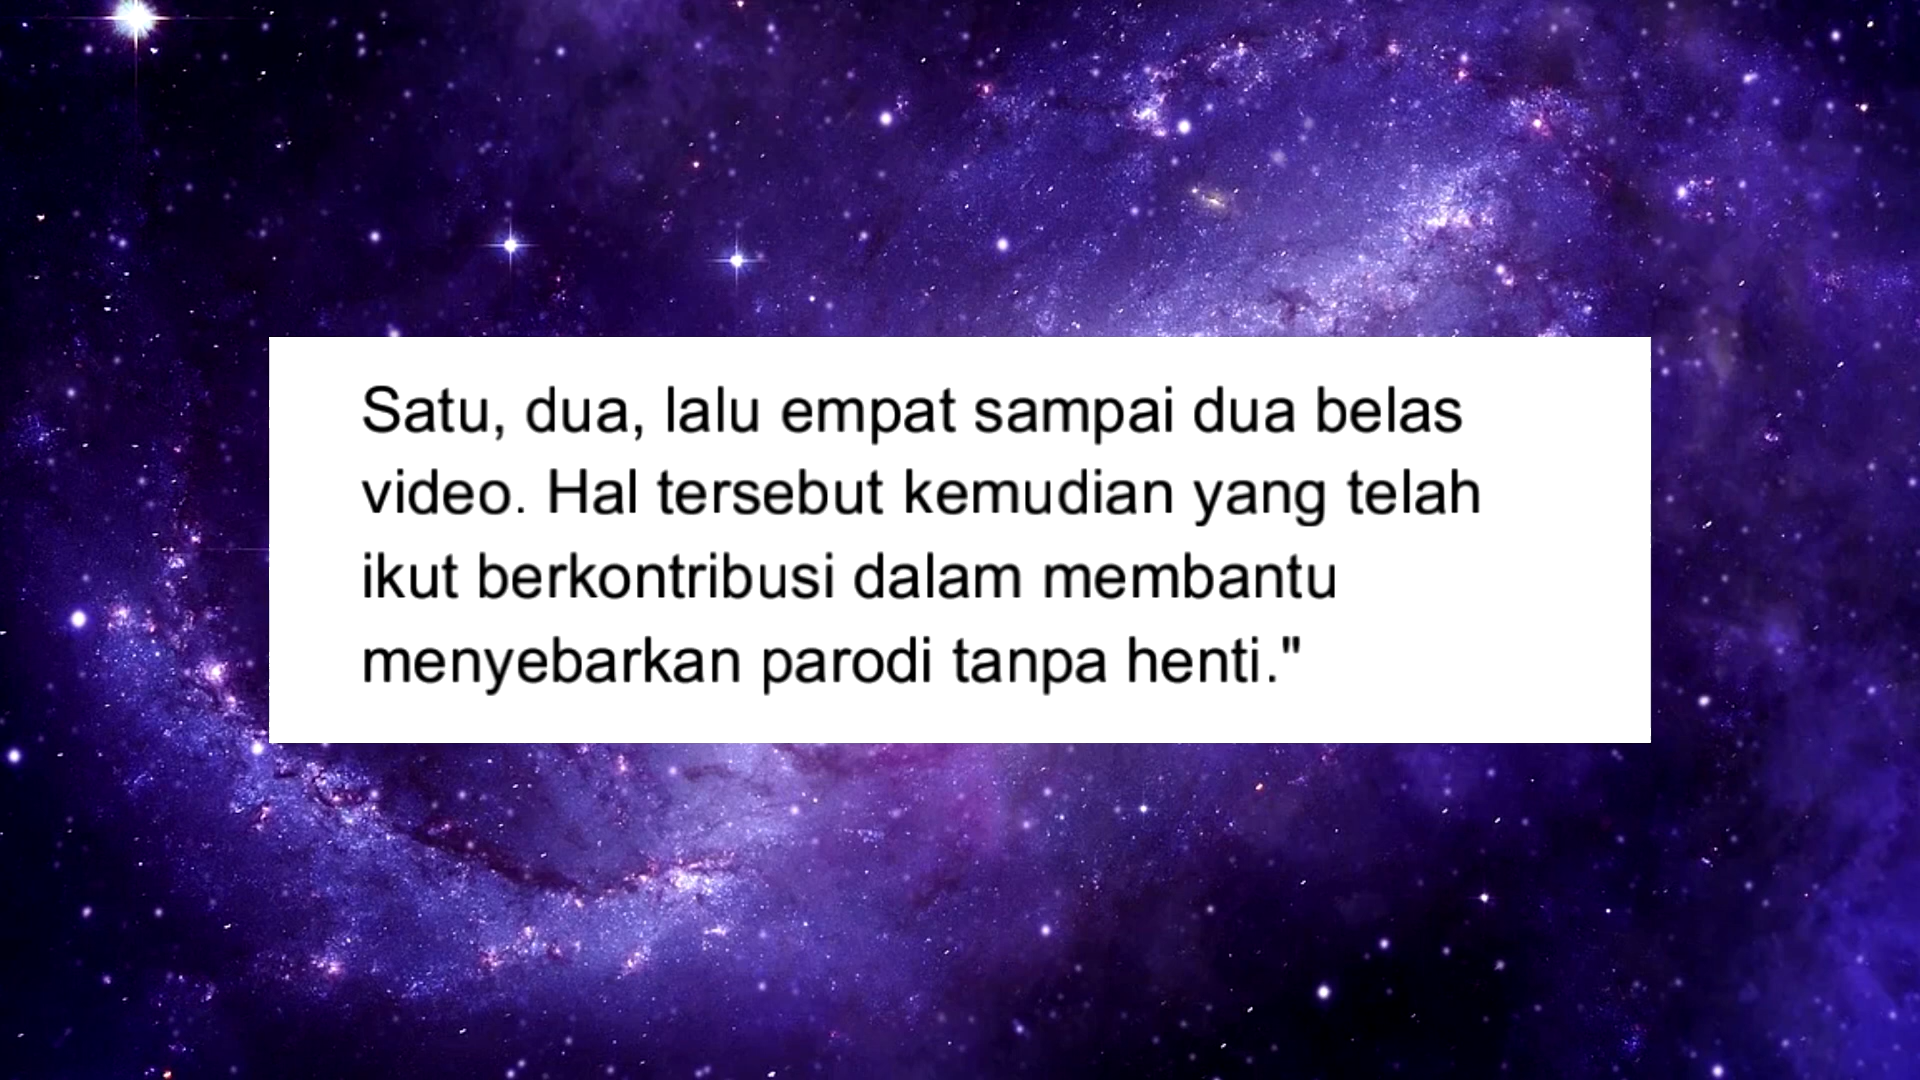 Satu, dua, lalu empat sampai dua belas
video. Hal tersebut kemudian yang telah
ikut berkontribusi dalam membantu
menyebarkan parodi tanpa henti."